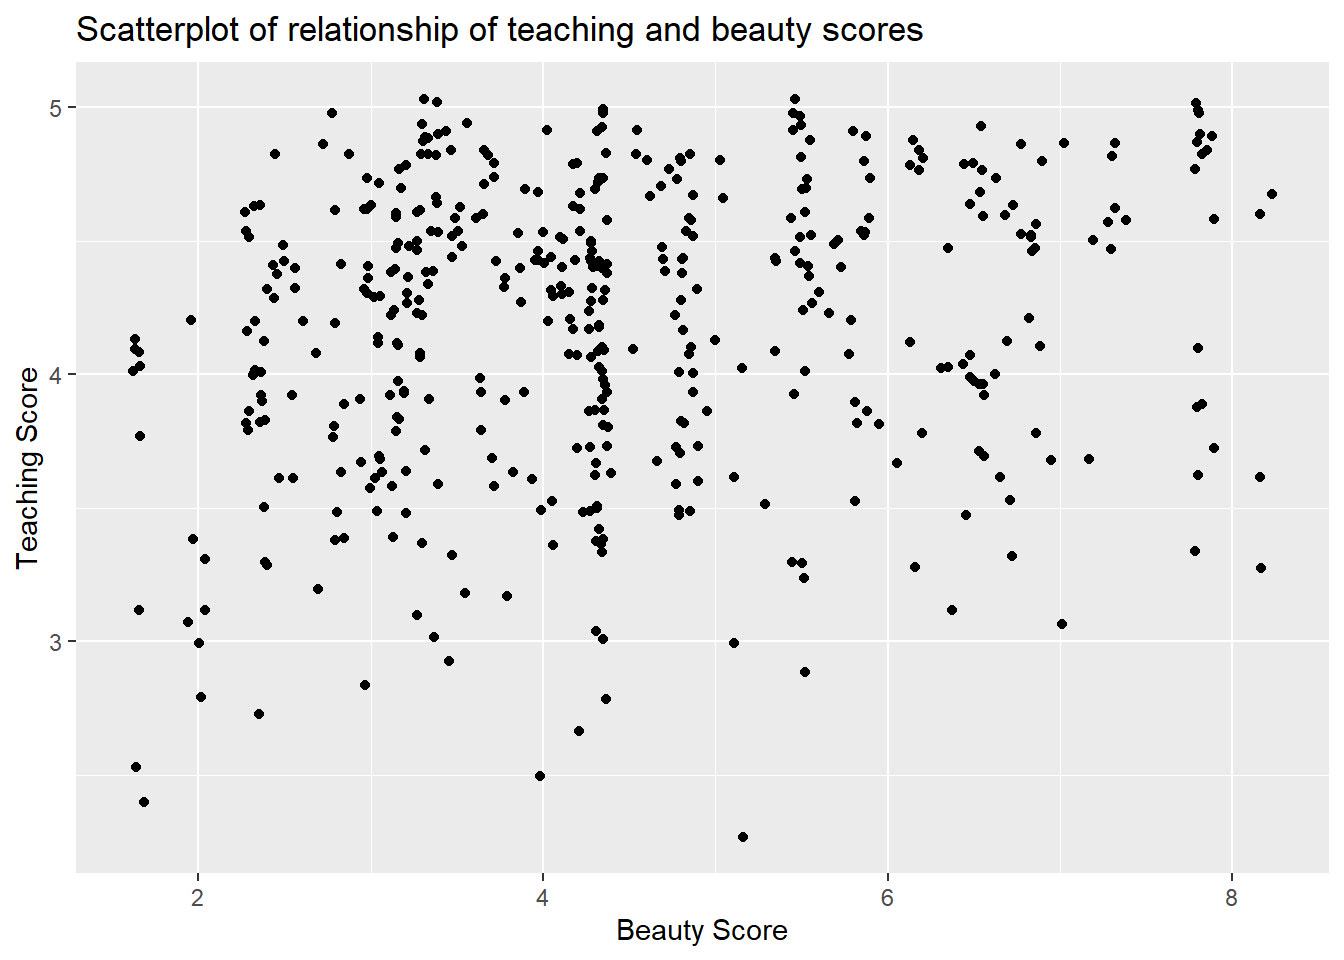 Scatterplot of relationship of teaching and beauty scores
5
4
3
Teaching Score
2 4 6 8
Beauty Score